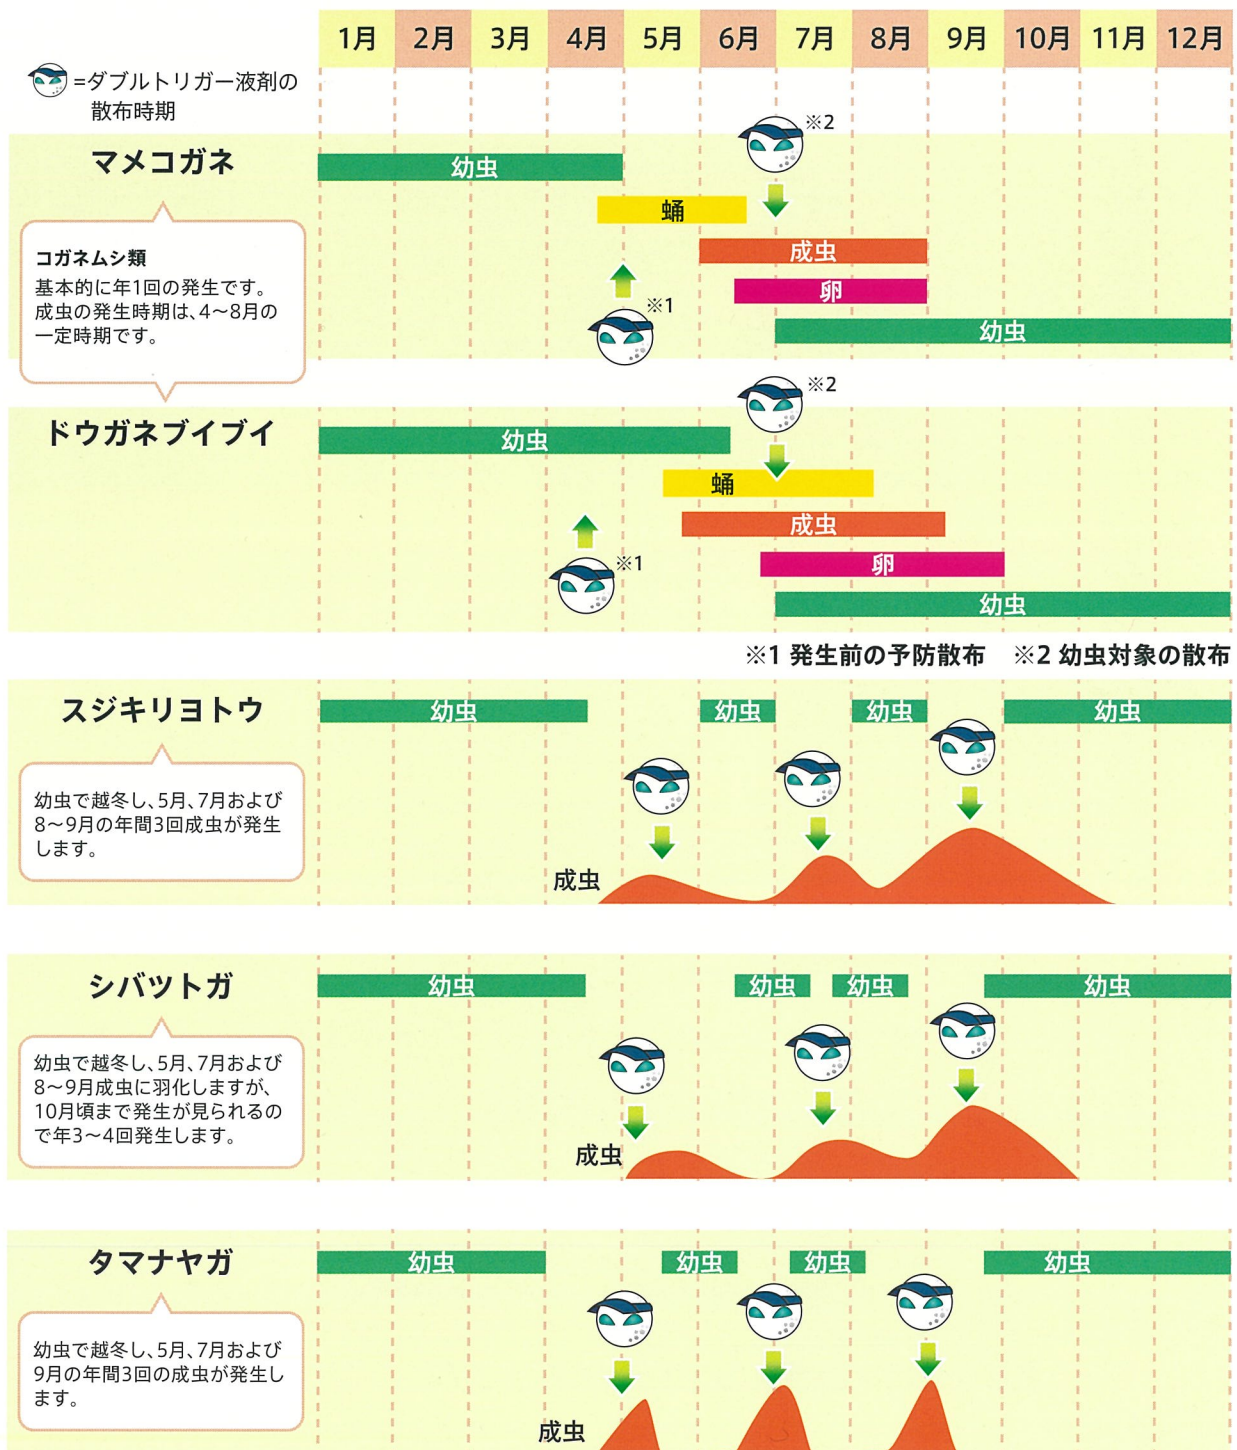 1月 2月 3月 4月 5月 6月 7月 8月 9月 10月 11月 12月
=ダブルトリガー液剤の
散布時期
マメコガネ
コガネムシ類
基本的に年1回の発生です。
成虫の発生時期は、4～8月の
一定時期です。
幼虫
※2
蛹
成虫
卵
※1
幼虫
ドウガネブイブイ
※2
幼虫
蛹
成虫
※1
卵
幼虫
※1 発生前の予防散布 ※2 幼虫対象の散布
スジキリヨトウ
幼虫で越冬し、5月、7月および
8～9月の年間3回成虫が発生
します。
幼虫 幼虫 幼虫 幼虫
成虫
シバツトガ
幼虫で越冬し、5月、7月および
8～9月成虫に羽化しますが、
10月頃まで発生が見られるの
で年3～4回発生します。
幼虫 幼虫 幼虫 幼虫
成虫
タマナヤガ
幼虫で越冬し、5月、7月および
9月の年間3回の成虫が発生し
ます。
幼虫 幼虫 幼虫 幼虫
成虫